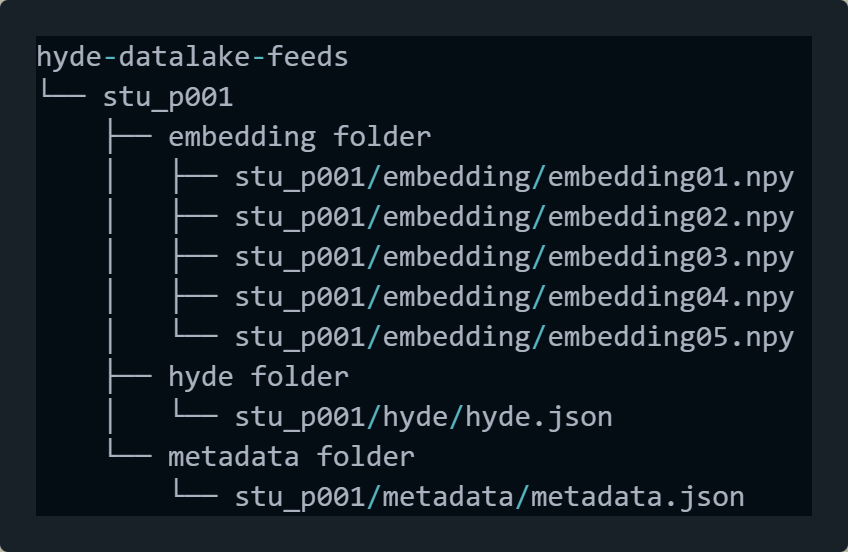 hyde-datalake-feeds
└── stu_p001
    ├── embedding folder
    │   ├── stu_p001/embedding/embedding01.npy
    │   ├── stu_p001/embedding/embedding02.npy
    │   ├── stu_p001/embedding/embedding03.npy
    │   ├── stu_p001/embedding/embedding04.npy
    │   └── stu_p001/embedding/embedding05.npy
    ├── hyde folder
    │   └── stu_p001/hyde/hyde.json
    └── metadata folder
        └── stu_p001/metadata/metadata.json